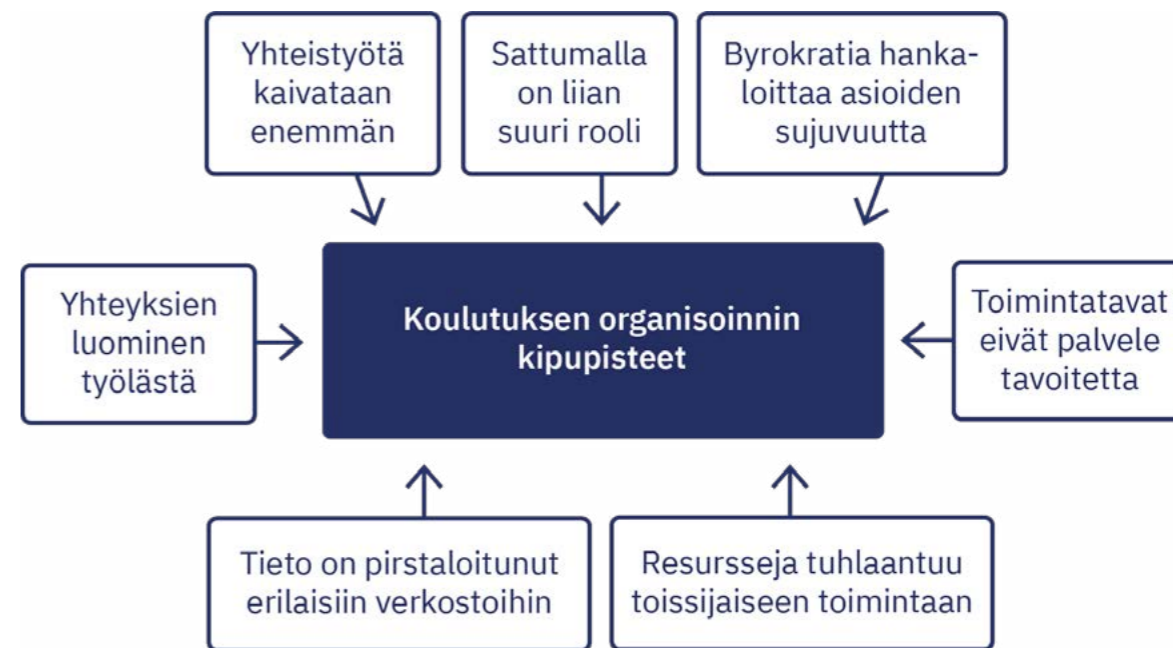 Yhteistyötä
kaivataan
enemmän
Sattumalla
on liian
suuri rooli
Byrokratia hanka-
loittaa asioiden
sujuvuutta
Yhteyksien
luominen
työlästä
Koulutuksen organisoinnin
kipupisteet
Toimintatavat
eivät palvele
tavoitetta
Tieto on pirstaloitunut
erilaisiin verkostoihin
Resursseja tuhlaantuu
toissijaiseen toimintaan